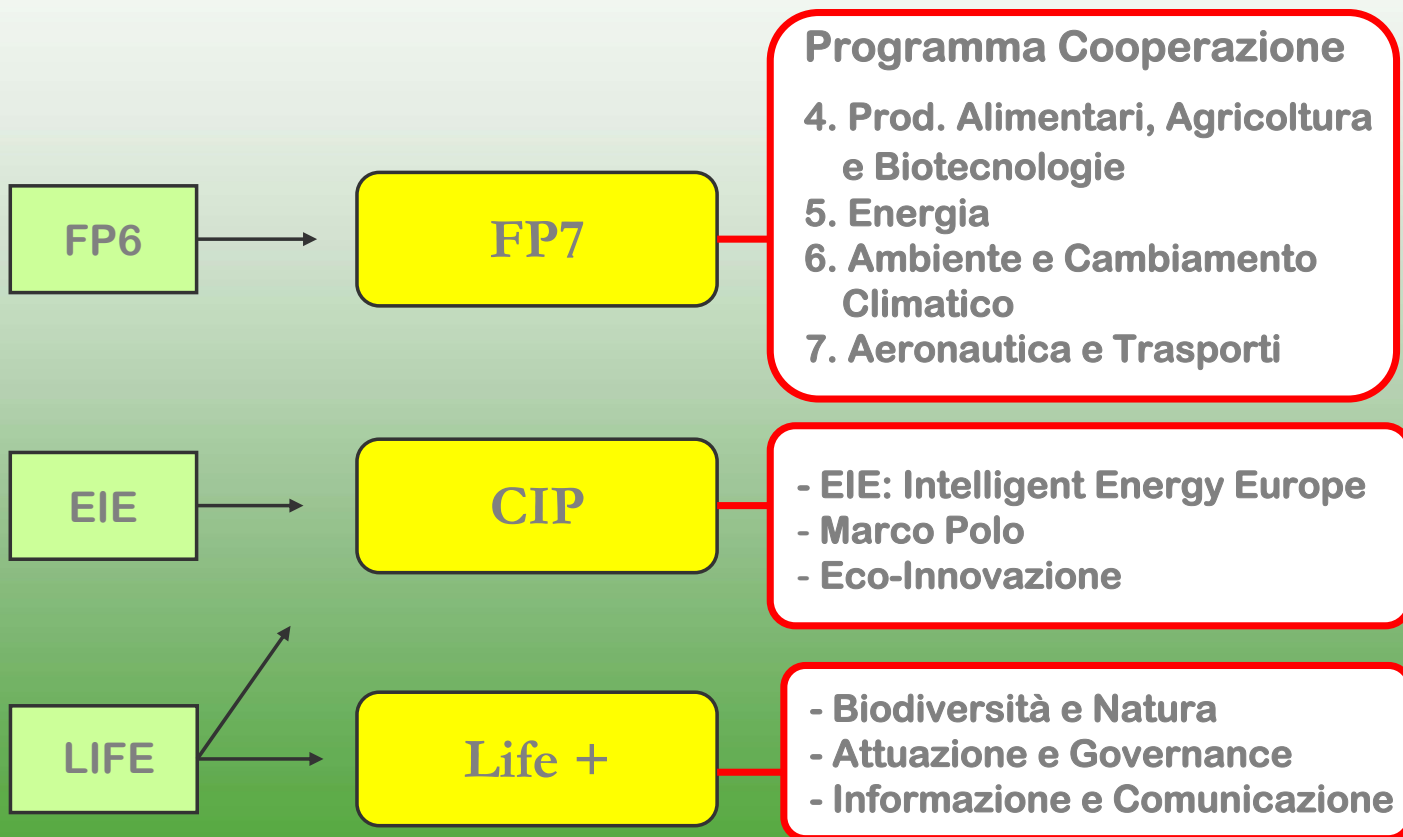 FP6
FP7
Programma Cooperazione
4. Prod. Alimentari, Agricoltura
e Biotecnologie
5. Energia
6. Ambiente e Cambiamento
Climatico
7. Aeronautica e Trasporti
EIE
CIP
- EIE: Intelligent Energy Europe
- Marco Polo
- Eco-Innovazione
LIFE
Life +
- Biodiversità e Natura
- Attuazione e Governance
- Informazione e Comunicazione